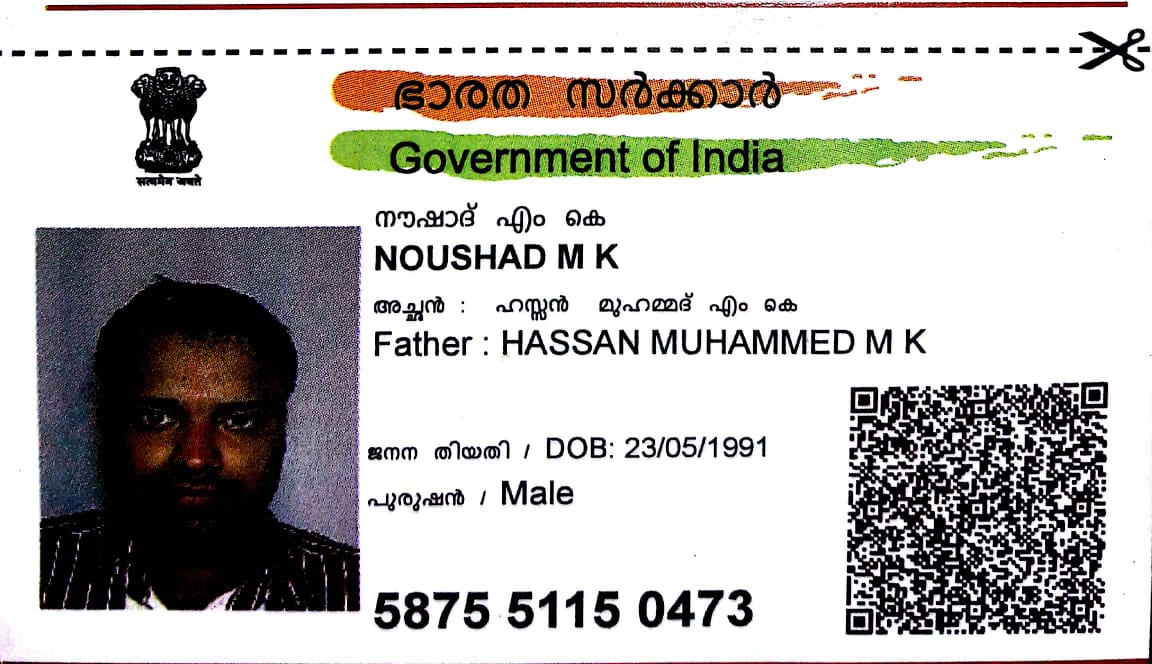 सत्यमेव जयते
ഭാരത സർക്കാർ
Government of India
നൗഷാദ് എം കെ
NOUSHAD M K
അച്ഛൻ : ഹസ്സൻ മുഹമ്മദ് എം കെ
Father : HASSAN MUHAMMED M K
ജനന തിയതി / DOB: 23/05/1991
പുരുഷൻ / Male
5875 5115 0473